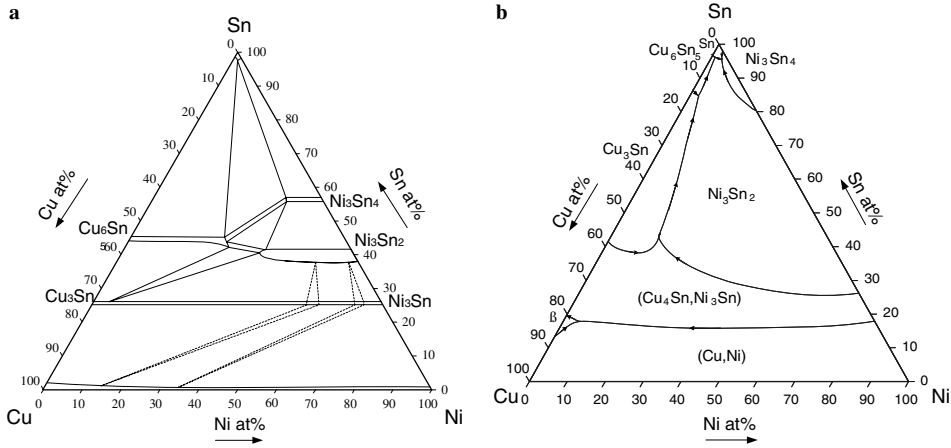 a
Sn
0 100
10 90
20 80
30 70
40 60
Cu at%
Sn at%
Ni₃Sn₄
50 50
Cu₆Sn
5 60
Ni₃Sn₂
40
70
Cu₃Sn
Ni₃Sn
80 20
90 10
100 0
0 10 20 30 40 50 60 70 80 90 100
Cu Ni
Ni at%
b
Sn
0 100
Cu₆Sn₅
Sn
Ni₃Sn₄
10 90
20 80
30 70
Cu₃Sn
40 60
Cu at%
Sn at%
Ni₃Sn₂
50 50
60 40
70 30
(Cu₄Sn,Ni₃Sn)
80 20
ß
90 10
(Cu,Ni)
100 0
0 10 20 30 40 50 60 70 80 90 100
Cu Ni
Ni at%